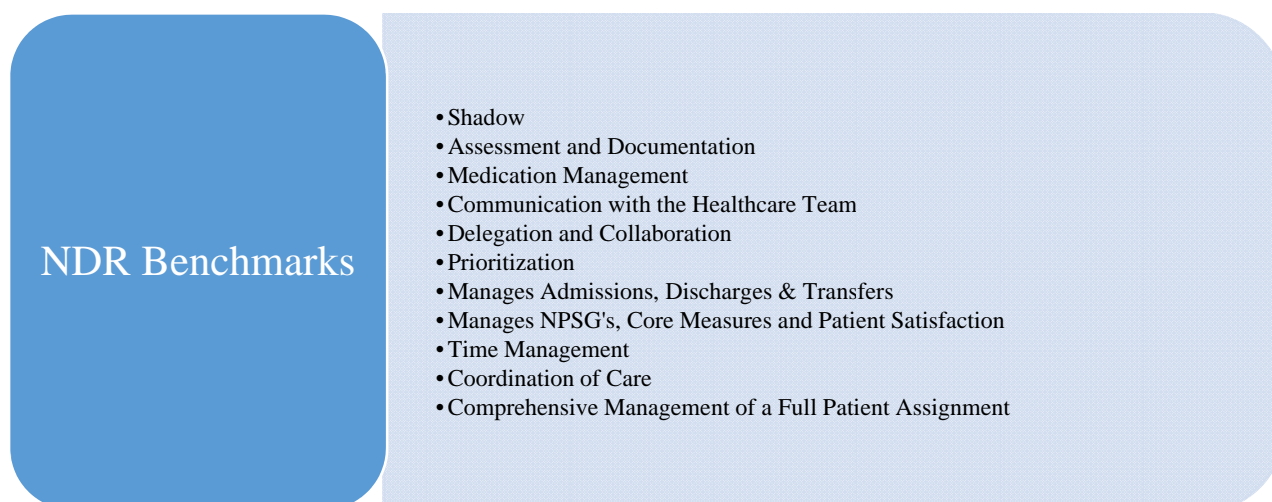 NDR Benchmarks
•Shadow
•Assessment and Documentation
•Medication Management
•Communication with the Healthcare Team
•Delegation and Collaboration
•Prioritization
•Manages Admissions, Discharges & Transfers
•Manages NPSG's, Core Measures and Patient Satisfaction
•Time Management
•Coordination of Care
•Comprehensive Management of a Full Patient Assignment